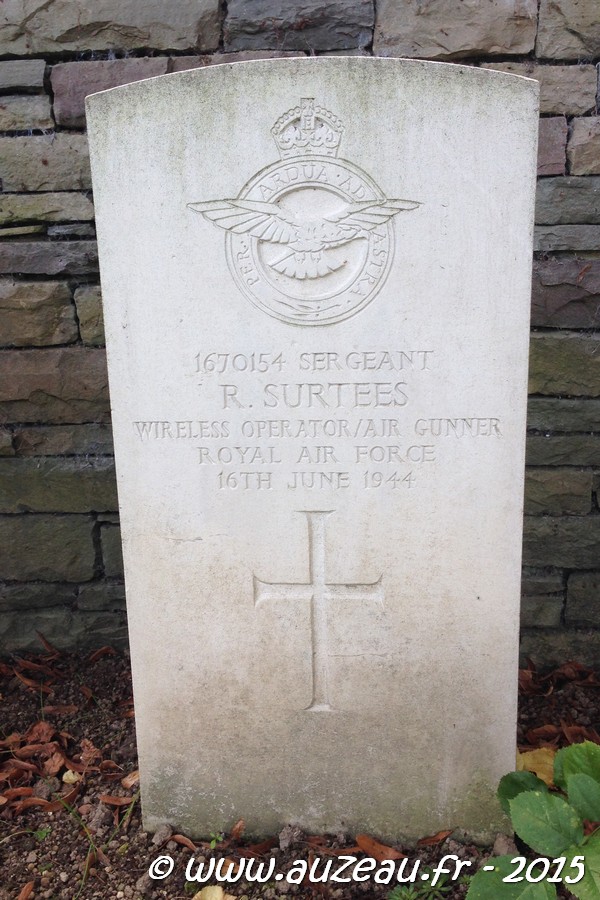 PER · ARDUA · AD · ASTRA
1670154 SERGEANT
R. SURTEES
WIRELESS OPERATOR/AIR GUNNER
ROYAL AIR FORCE
16TH JUNE 1944
© www.auzeau.fr - 2015